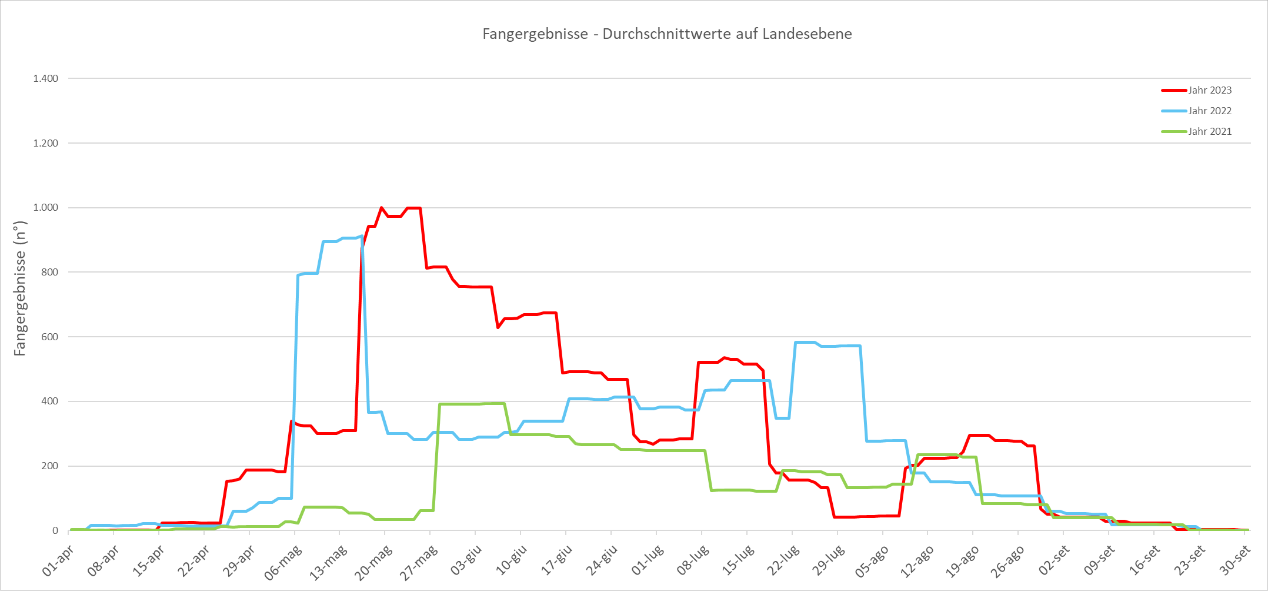 Fangergebnisse - Durchschnittwerte auf Landesebene
Fangergebnisse (n°)
1.400
1.200
1.000
800
600
400
200
0
Jahr 2023
Jahr 2022
Jahr 2021
01-apr
08-apr
15-apr
22-apr
29-apr
06-mag
13-mag
20-mag
27-mag
03-giu
10-giu
17-giu
24-giu
01-lug
08-lug
15-lug
22-lug
29-lug
05-ago
12-ago
19-ago
26-ago
02-set
09-set
16-set
23-set
30-set